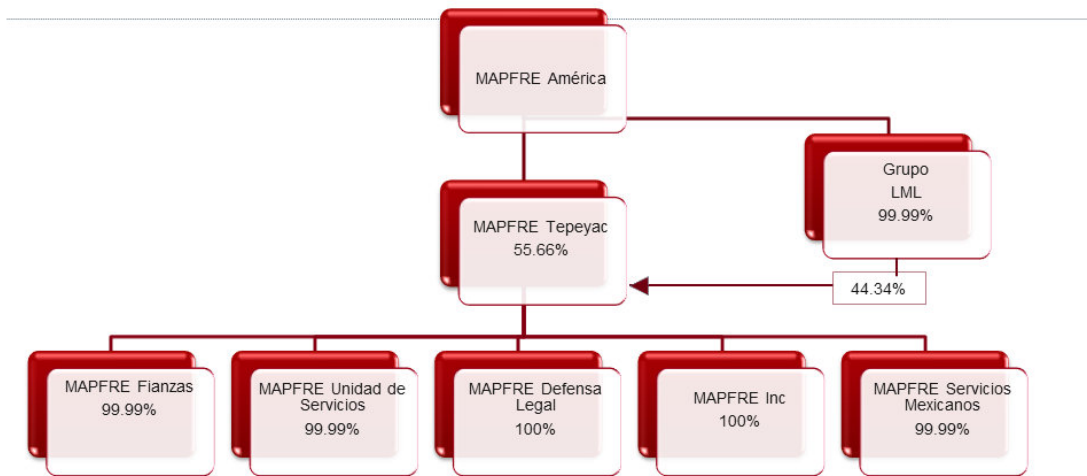 MAPFRE América
Grupo
LML
99.99%
MAPFRE Tepeyac
55.66%
44.34%
MAPFRE Fianzas
99.99%
MAPFRE Unidad de
Servicios
99.99%
MAPFRE Defensa
Legal
100%
MAPFRE Inc
100%
MAPFRE Servicios
Mexicanos
99.99%